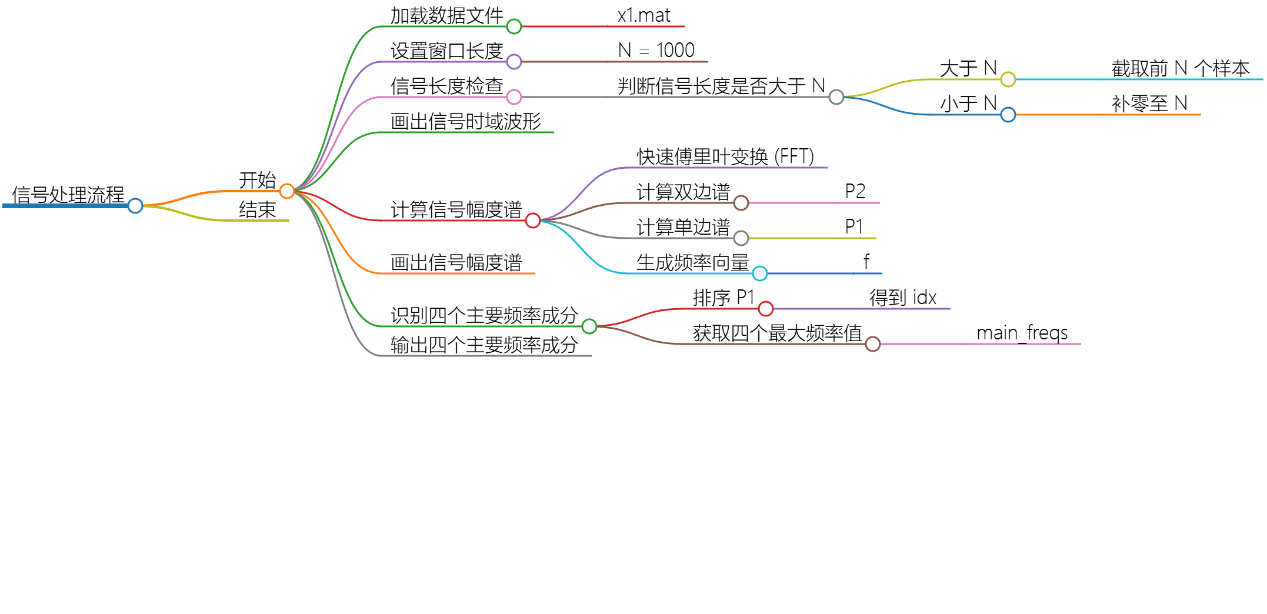 信号处理流程
开始
加载数据文件
x1.mat
设置窗口长度
N = 1000
信号长度检查
判断信号长度是否大于 N
大于 N
截取前 N 个样本
小于 N
补零至 N
画出信号时域波形
计算信号幅度谱
快速傅里叶变换 (FFT)
计算双边谱
P2
计算单边谱
P1
生成频率向量
f
画出信号幅度谱
识别四个主要频率成分
排序 P1
得到 idx
获取四个最大频率值
main_freqs
输出四个主要频率成分
结束